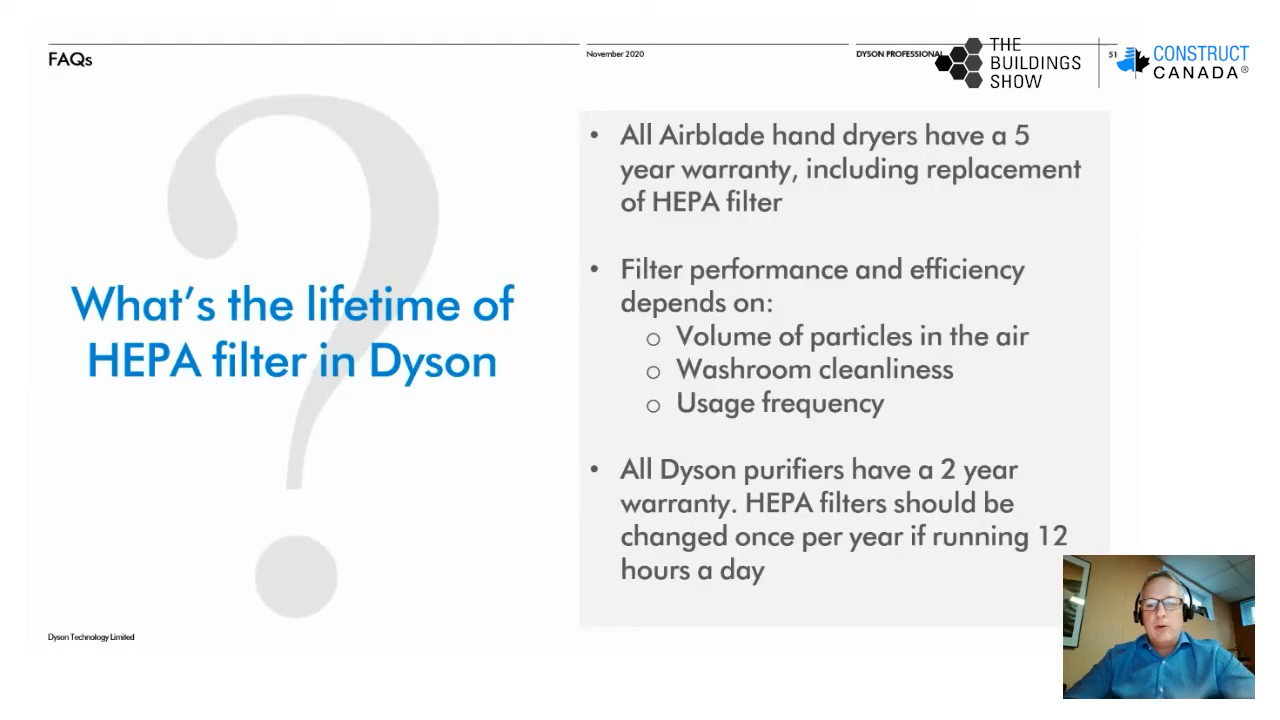 FAQs
November 2020
DYSON PROFESSIONAL
51
THE
BUILDINGS
SHOW
CONSTRUCT
CANADA®
What's the lifetime of
HEPA filter in Dyson
• All Airblade hand dryers have a 5
year warranty, including replacement
of HEPA filter
• Filter performance and efficiency
depends on:
o Volume of particles in the air
o Washroom cleanliness
o Usage frequency
• All Dyson purifiers have a 2 year
warranty. HEPA filters should be
changed once per year if running 12
hours a day
Dyson Technology Limited